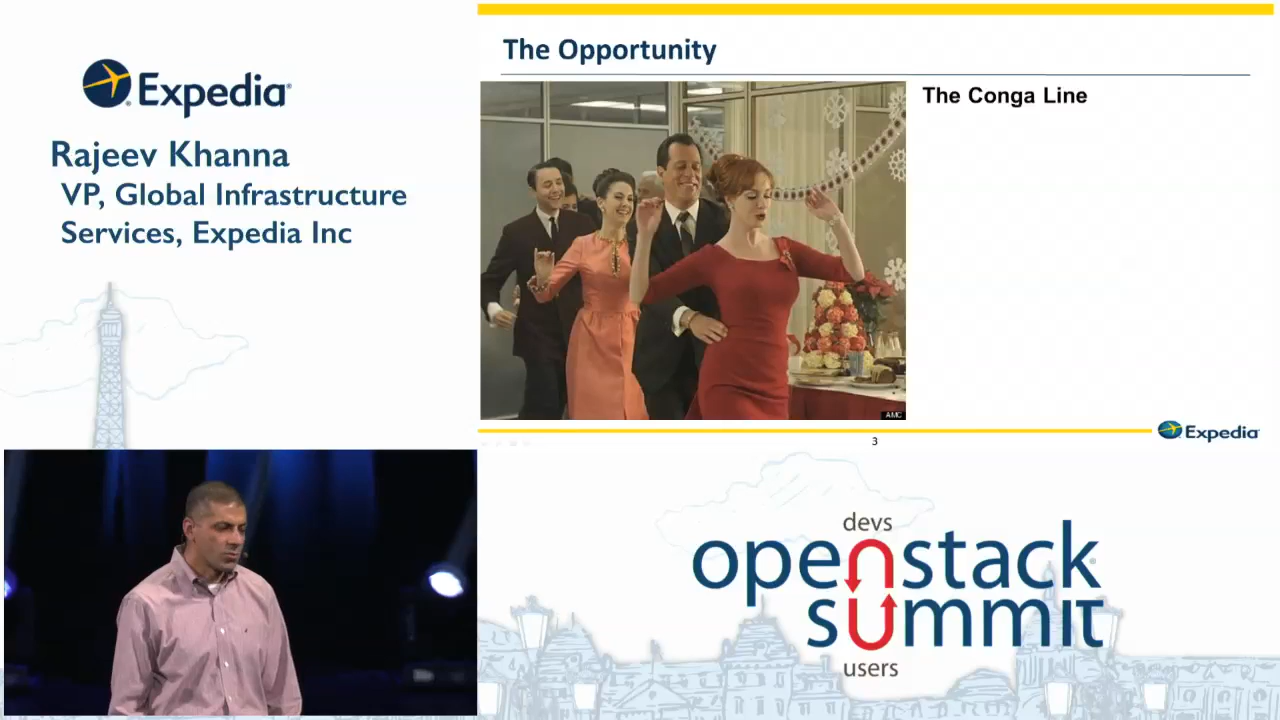 Expedia
Rajeev Khanna
VP, Global Infrastructure
Services, Expedia Inc
The Opportunity
The Conga Line
AMC
3
Expedia
devs
openstack
summit
users